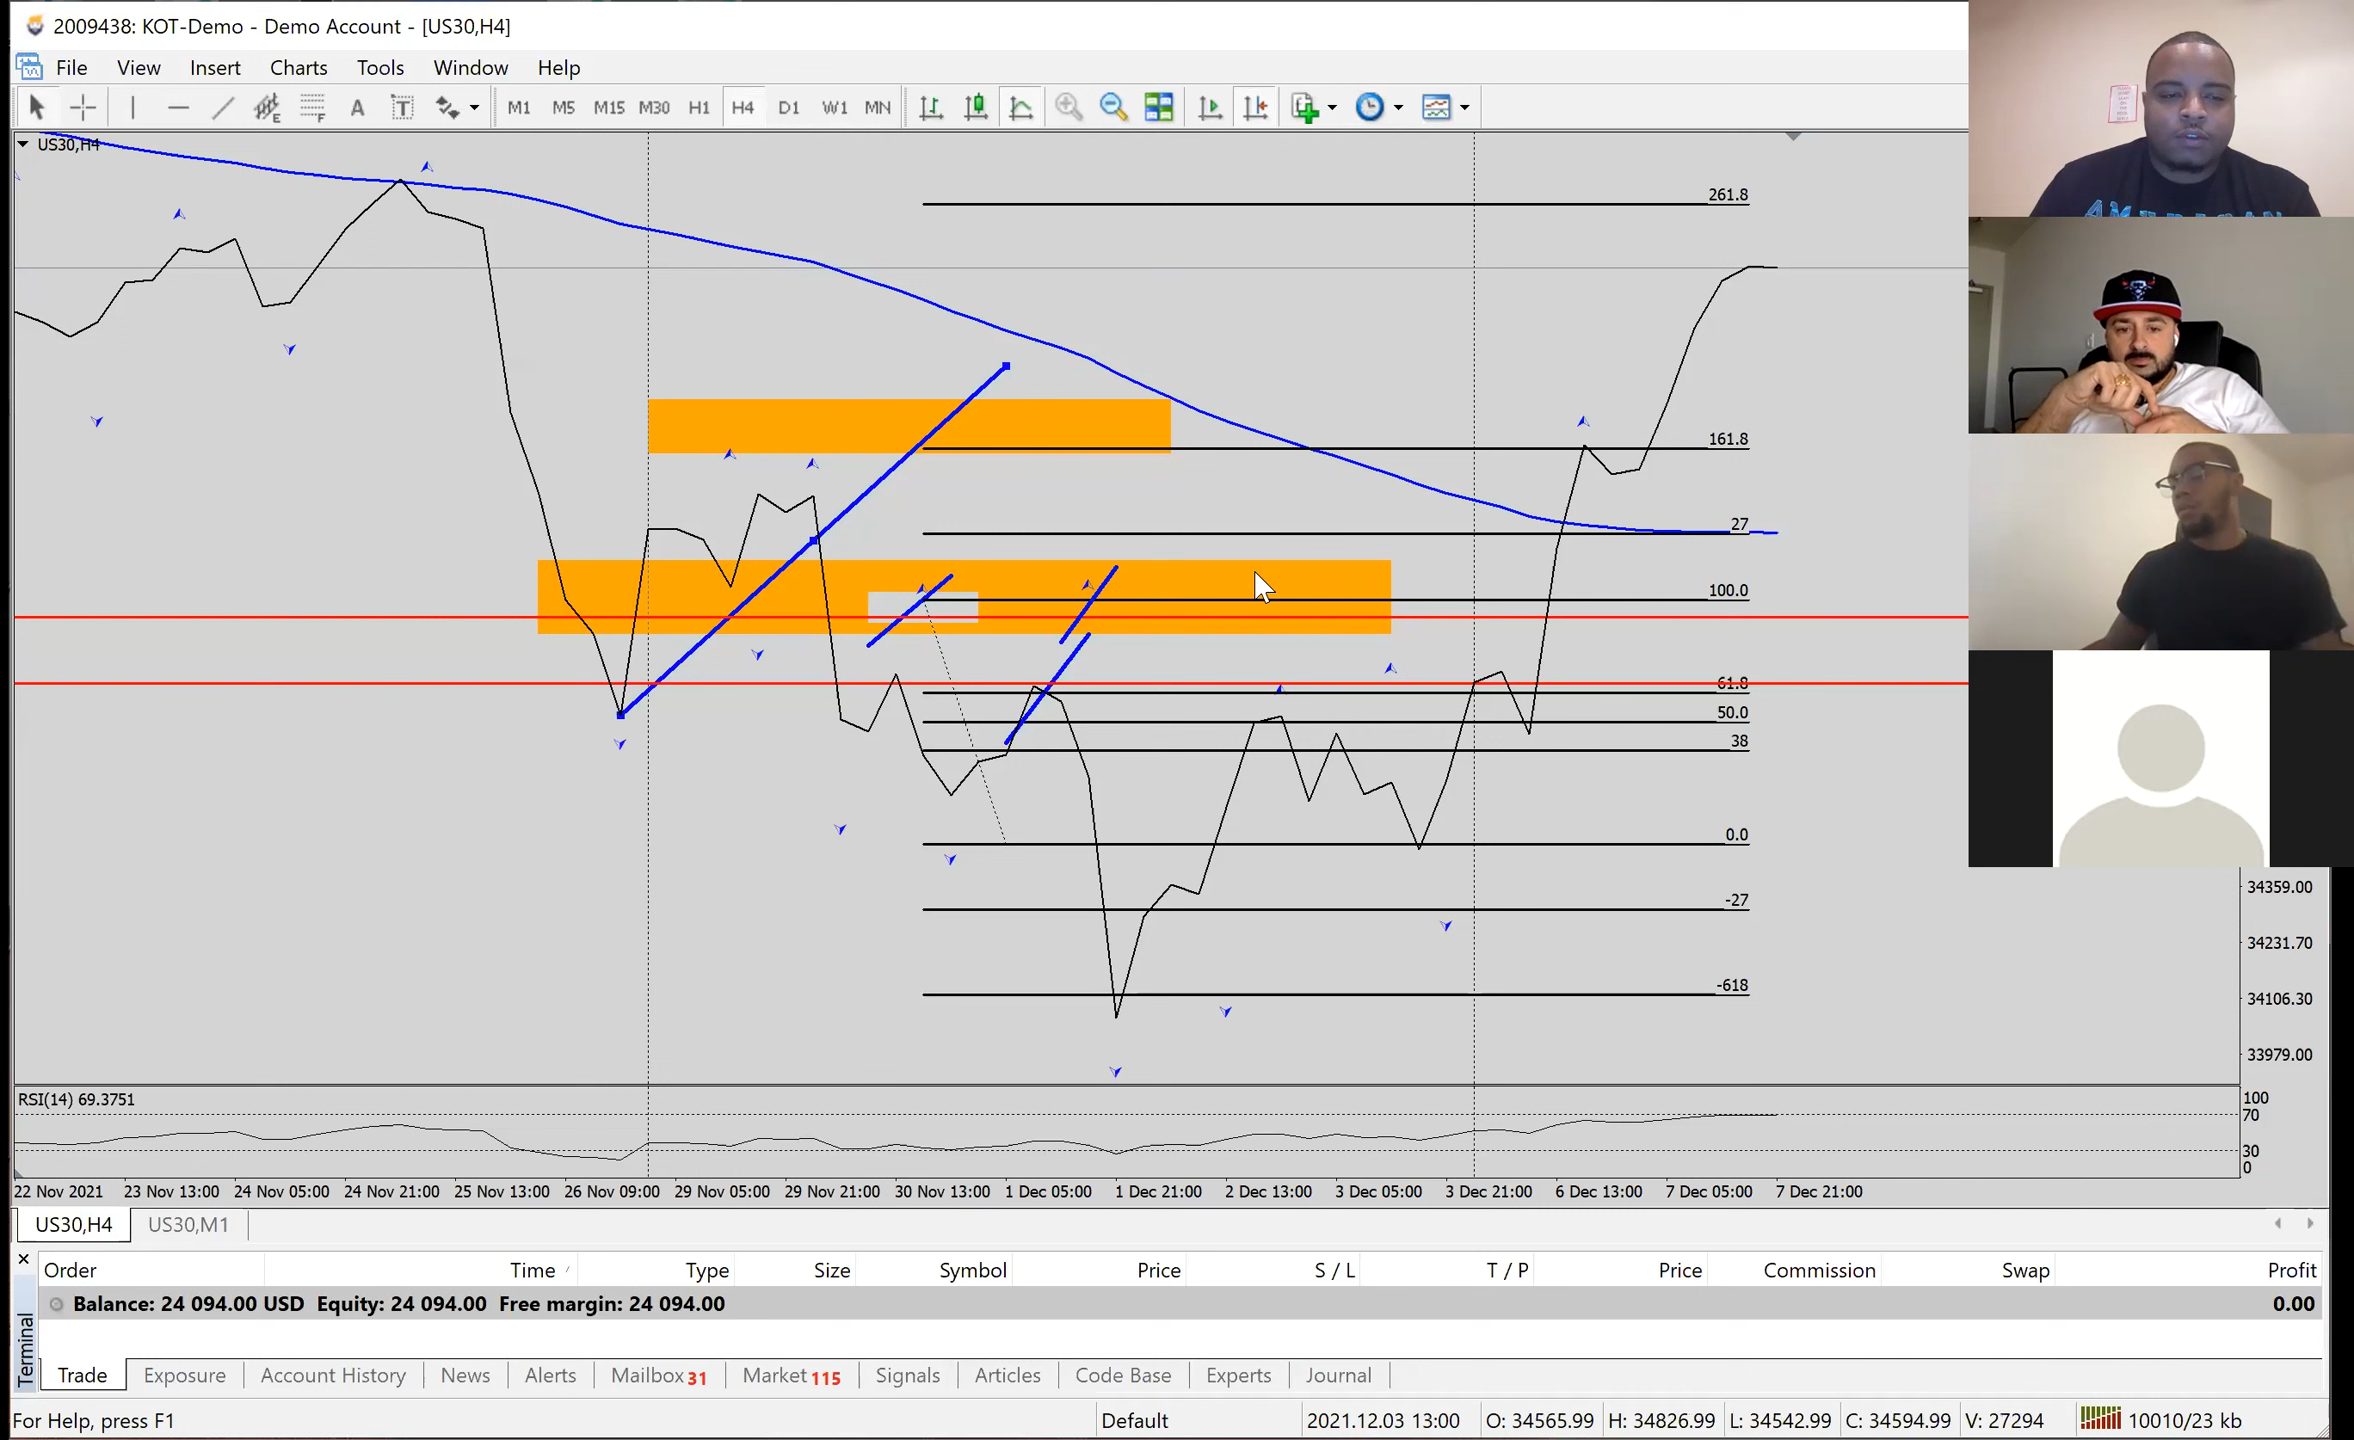 2009438: KOT-Demo - Demo Account - [US30,H4]
File View Insert Charts Tools Window Help
A T M1 M5 M15 M30 H1 H4 D1 W1 MN
US30,H4
261.8
161.8
27
100.0
61.8
50.0
38
0.0
-27
-618
34359.00
34231.70
34106.30
33979.00
RSI(14) 69.3751
100
70
30
0
22 Nov 2021 23 Nov 13:00 24 Nov 05:00 24 Nov 21:00 25 Nov 13:00 26 Nov 09:00 29 Nov 05:00 29 Nov 21:00 30 Nov 13:00 1 Dec 05:00 1 Dec 21:00 2 Dec 13:00 3 Dec 05:00 3 Dec 21:00 6 Dec 13:00 7 Dec 05:00 7 Dec 21:00
US30,H4 US30,M1
Order Time Type Size Symbol Price S / L T / P Price Commission Swap Profit
Balance: 24 094.00 USD Equity: 24 094.00 Free margin: 24 094.00 0.00
Terminal
Trade Exposure Account History News Alerts Mailbox 31 Market 115 Signals Articles Code Base Experts Journal
For Help, press F1 Default 2021.12.03 13:00 O: 34565.99 H: 34826.99 L: 34542.99 C: 34594.99 V: 27294 10010/23 kb